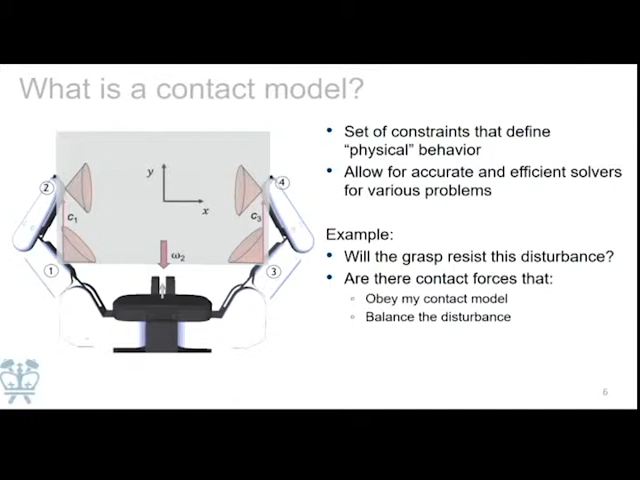 What is a contact model?
• Set of constraints that define
“physical” behavior
• Allow for accurate and efficient solvers
for various problems
Example:
• Will the grasp resist this disturbance?
• Are there contact forces that:
◦ Obey my contact model
◦ Balance the disturbance
2
4
y
x
c1
c3
ω2
1
3
6